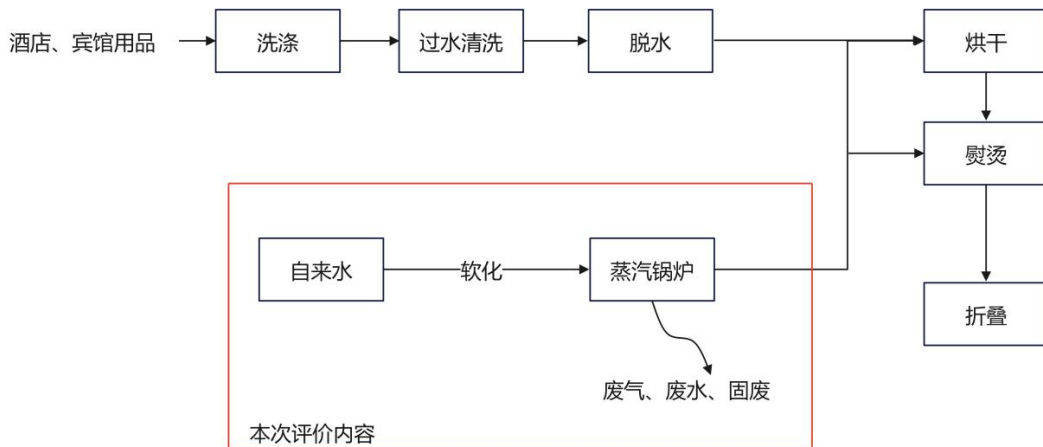 酒店、宾馆用品
洗涤
过水清洗
脱水
烘干
熨烫
自来水
软化
蒸汽锅炉
折叠
废气、废水、固废
本次评价内容